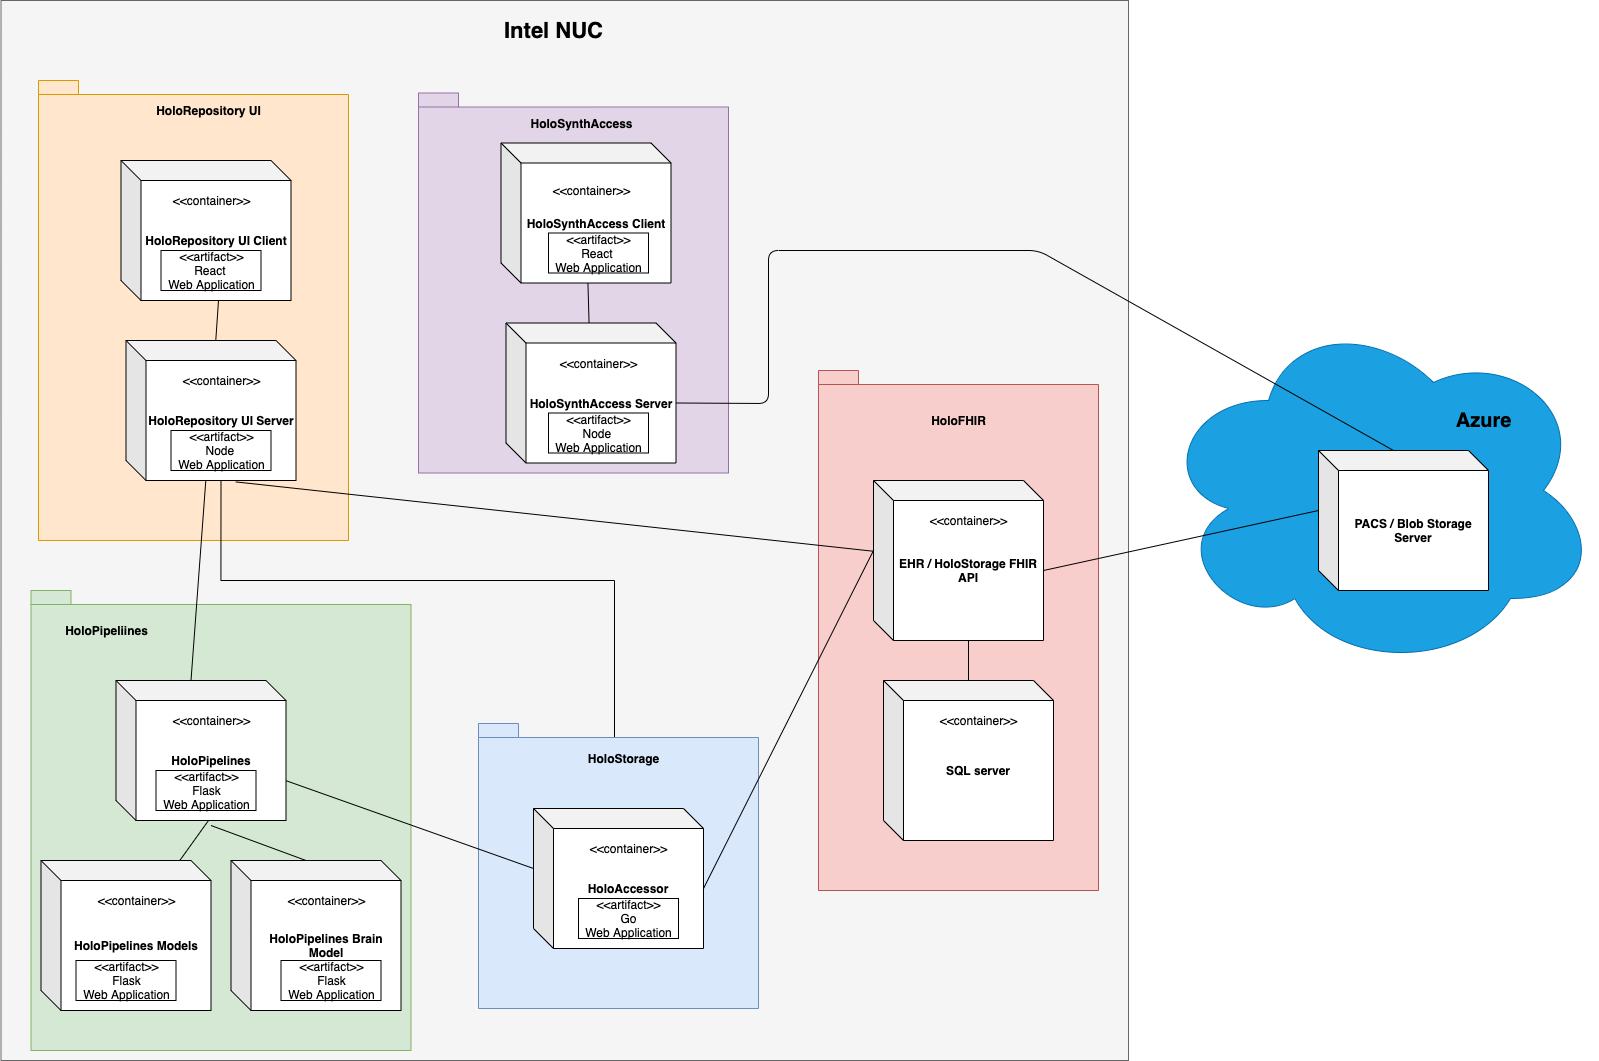 Intel NUC
HoloRepository UI
<<container>>
HoloRepository UI Client
<<artifact>>
React
Web Application
<<container>>
HoloRepository UI Server
<<artifact>>
Node
Web Application
HoloSynthAccess
<<container>>
HoloSynthAccess Client
<<artifact>>
React
Web Application
<<container>>
HoloSynthAccess Server
<<artifact>>
Node
Web Application
HoloFHIR
<<container>>
EHR / HoloStorage FHIR
API
<<container>>
SQL server
Azure
PACS / Blob Storage
Server
HoloPipeliines
<<container>>
HoloPipelines
<<artifact>>
Flask
Web Application
<<container>>
HoloPipelines Models
<<artifact>>
Flask
Web Application
<<container>>
HoloPipelines Brain
Model
<<artifact>>
Flask
Web Application
HoloStorage
<<container>>
HoloAccessor
<<artifact>>
Go
Web Application